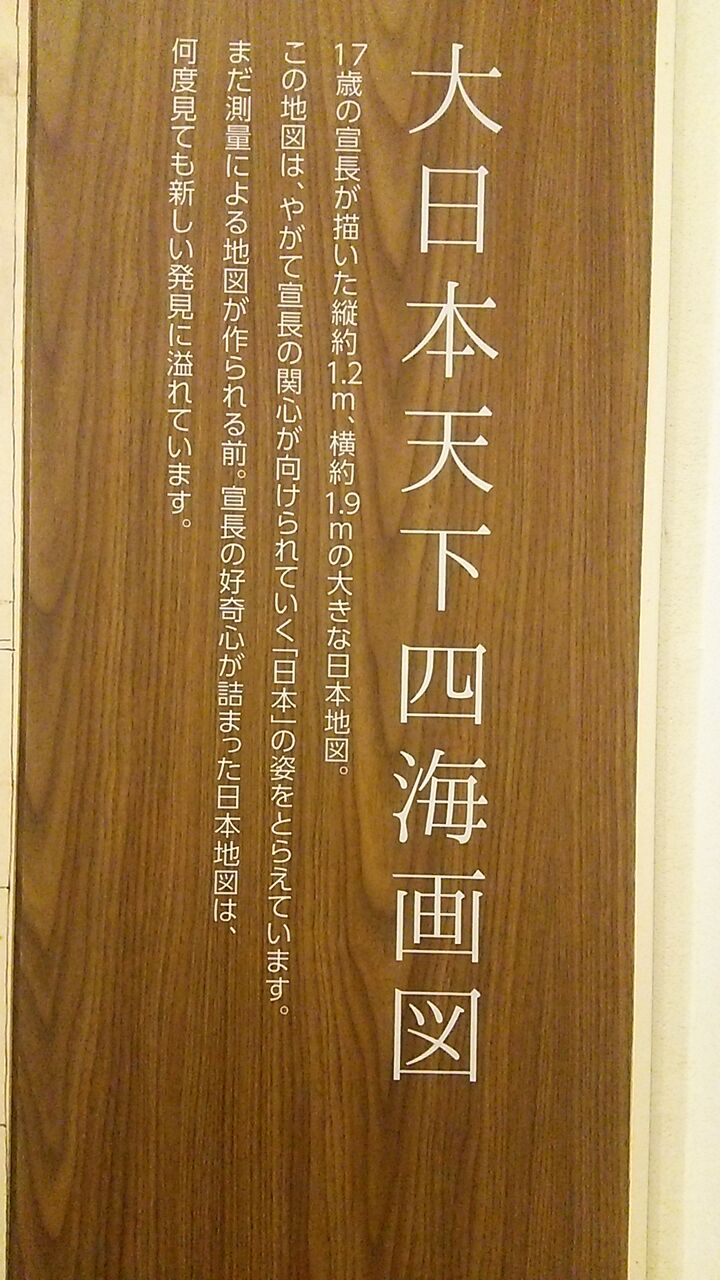 大日本天下四海画図
17歳の宣長が描いた縦約1.2m、横約1.9mの大きな日本地図。
この地図は、やがて宣長の関心が向けられていく「日本」の姿をとらえています。
まだ測量による地図が作られる前。宣長の好奇心が詰まった日本地図は、
何度見ても新しい発見に溢れています。